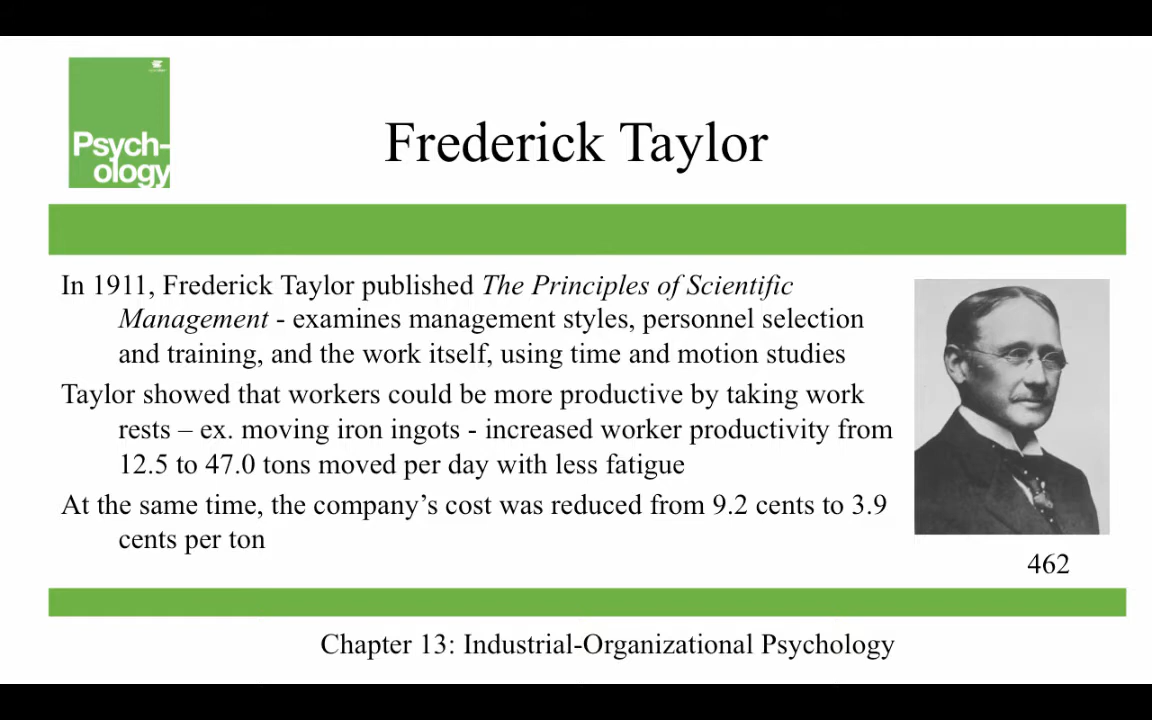 Psych-
ology
Frederick Taylor
In 1911, Frederick Taylor published The Principles of Scientific
Management - examines management styles, personnel selection
and training, and the work itself, using time and motion studies
Taylor showed that workers could be more productive by taking work
rests – ex. moving iron ingots - increased worker productivity from
12.5 to 47.0 tons moved per day with less fatigue
At the same time, the company’s cost was reduced from 9.2 cents to 3.9
cents per ton
462
Chapter 13: Industrial-Organizational Psychology